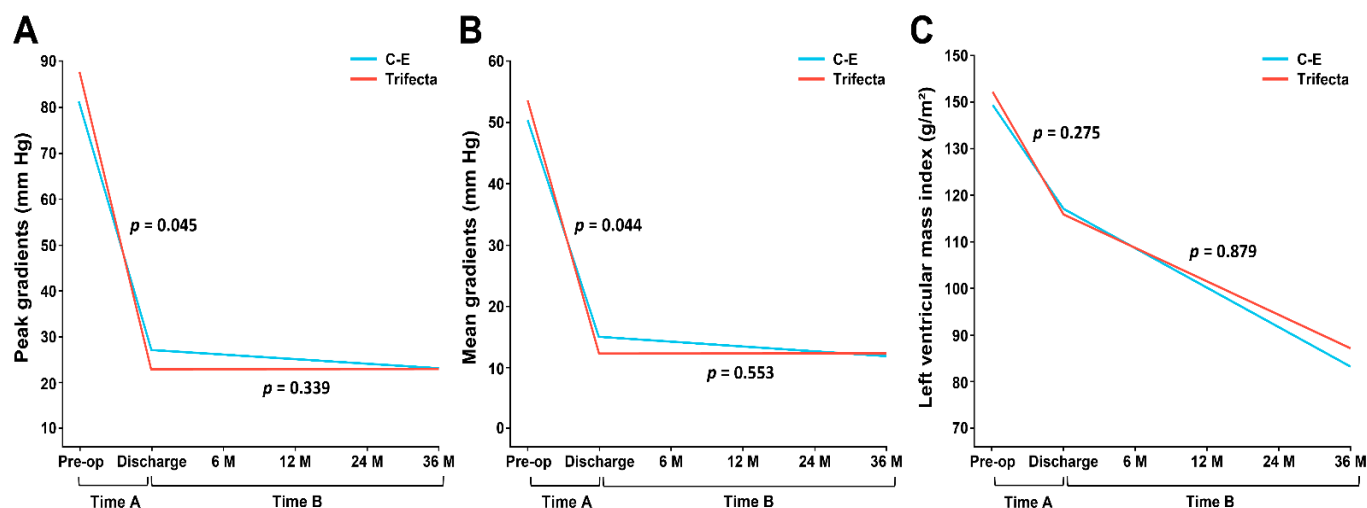 A
C-E
Trifecta
Peak gradients (mm Hg)
90
80
70
60
50
40
30
20
10
p = 0.045
p = 0.339
Pre-op Discharge 6 M 12 M 24 M 36 M
Time A Time B
B
C-E
Trifecta
Mean gradients (mm Hg)
60
50
40
30
20
10
0
p = 0.044
p = 0.553
Pre-op Discharge 6 M 12 M 24 M 36 M
Time A Time B
C
C-E
Trifecta
Left ventricular mass index (g/m²)
150
150
130
120
110
100
90
80
70
p = 0.275
p = 0.879
Pre-op Discharge 6 M 12 M 24 M 36 M
Time A Time B